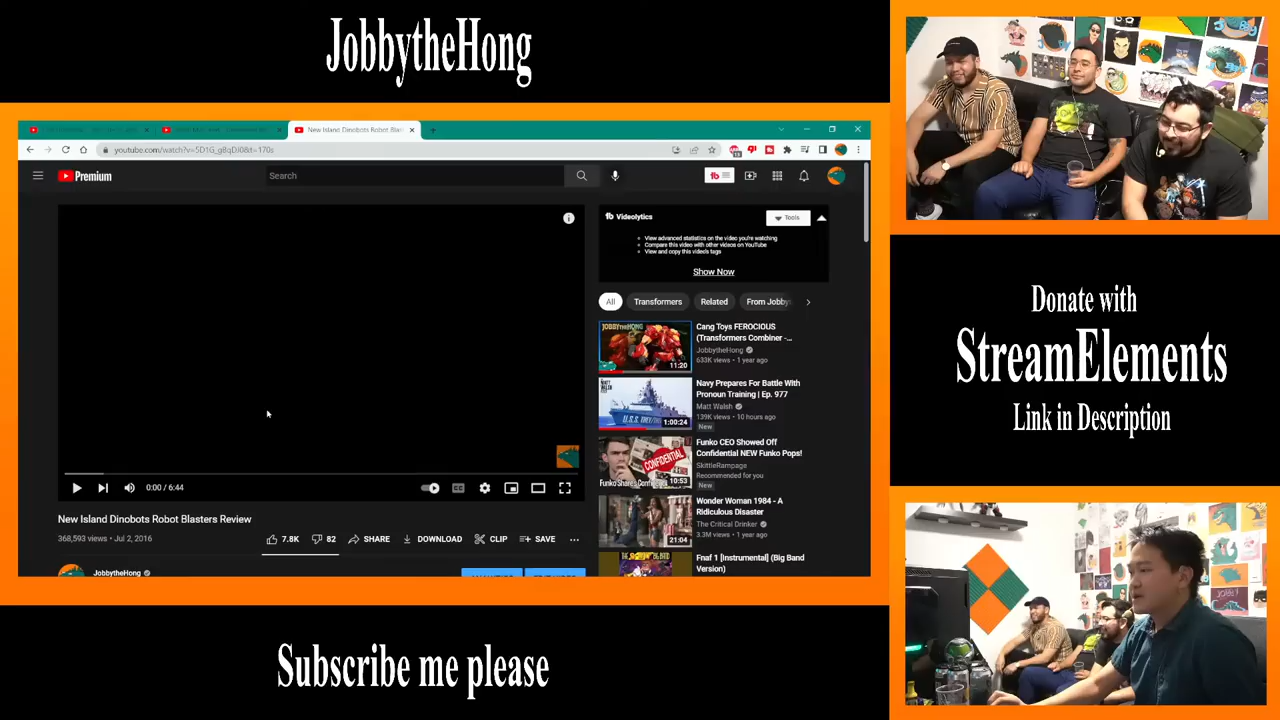 JobbytheHong
New Island Dinobots Robot Blas
youtube.com/watch?v=5D1G_g8qDJ08t=170s
Premium
Search
Videolytics
Tools
View advanced statistics on the video you're watching
Compare this video with other videos on YouTube
View and copy this video's tags
Show Now
All
Transformers
Related
From Jobby
JOBBYTHEHONG
Cang Toys FEROCIOUS
(Transformers Combiner -...
JobbytheHong
633K views • 1 year ago
11:20
Navy Prepares For Battle With
Pronoun Training | Ep. 977
Matt Walsh
139K views • 10 hours ago
New
1:00:24
Funko CEO Showed Off
Confidential NEW Funko Pops!
SkittleRampage
Recommended for you
New
CONFIDENTIAL
10:53
Wonder Woman 1984 - A
Ridiculous Disaster
The Critical Drinker
3.3M views • 1 year ago
21:04
Fnaf 1 [Instrumental] (Big Band
Version)
0:00 / 6:44
New Island Dinobots Robot Blasters Review
368,593 views • Jul 2, 2016
7.8K
82
SHARE
DOWNLOAD
CLIP
SAVE
JobbytheHong
Subscribe me please
Donate with
StreamElements
Link in Description